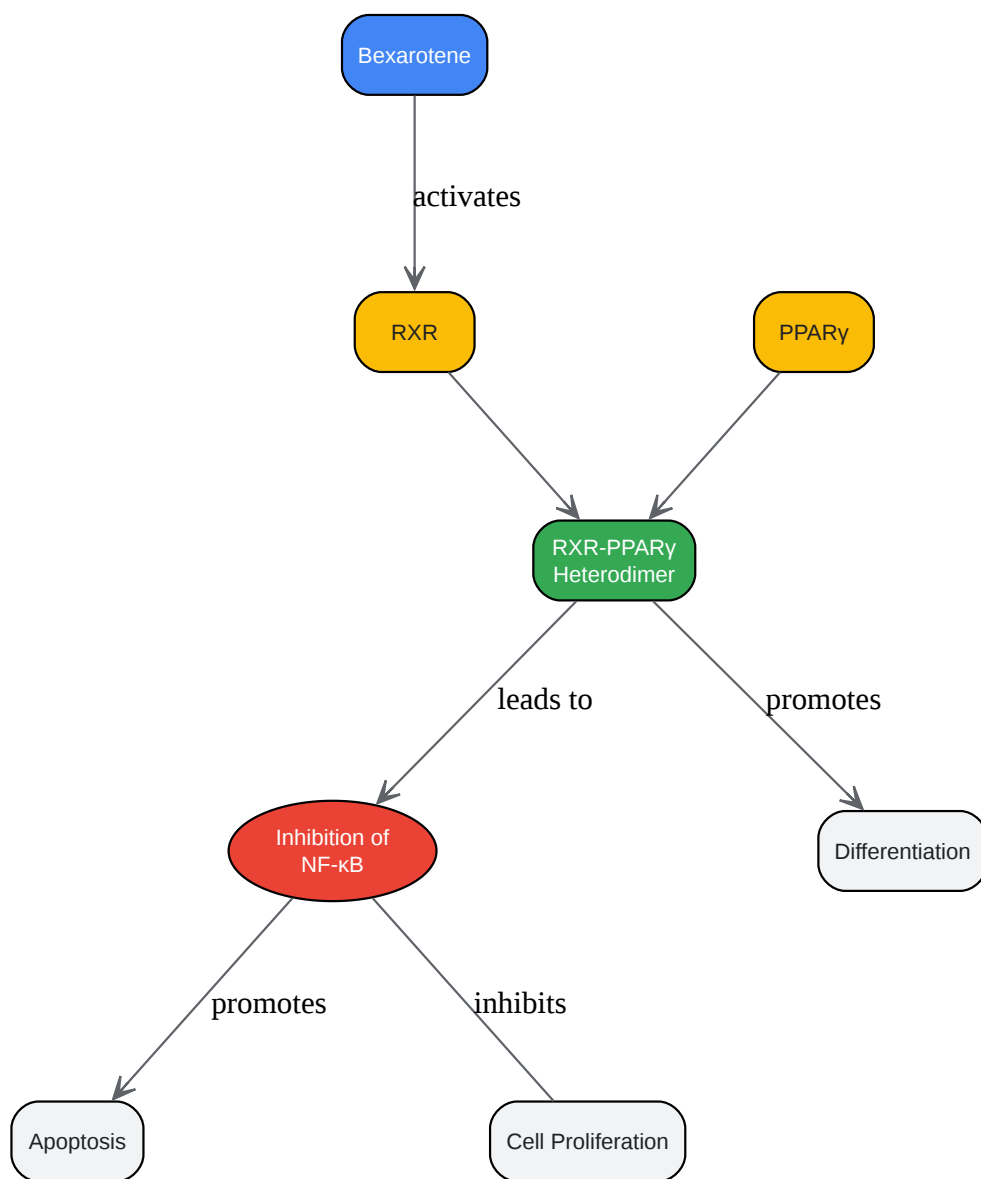 Bexarotene
activates
RXR
PPARγ
RXR-PPARγ
Heterodimer
leads to
promotes
Inhibition of
NF-κB
Differentiation
promotes
inhibits
Apoptosis
Cell Proliferation